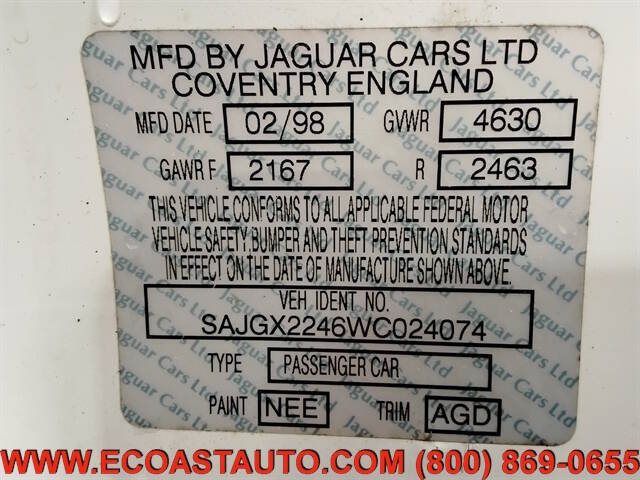 MFD BY JAGUAR CARS LTD
COVENTRY ENGLAND
MFD DATE 02/98 GVWR 4630
GAWR F 2167 R 2463
THIS VEHICLE CONFORMS TO ALL APPLICABLE FEDERAL MOTOR
VEHICLE SAFETY, BUMPER AND THEFT PREVENTION STANDARDS
IN EFFECT ON THE DATE OF MANUFACTURE SHOWN ABOVE.
VEH IDENT NO.
SAJGX2246WC024074
TYPE PASSENGER CAR
PAINT NEE TRIM AGD
WWW.ECOASTAUTO.COM (800) 869-0655